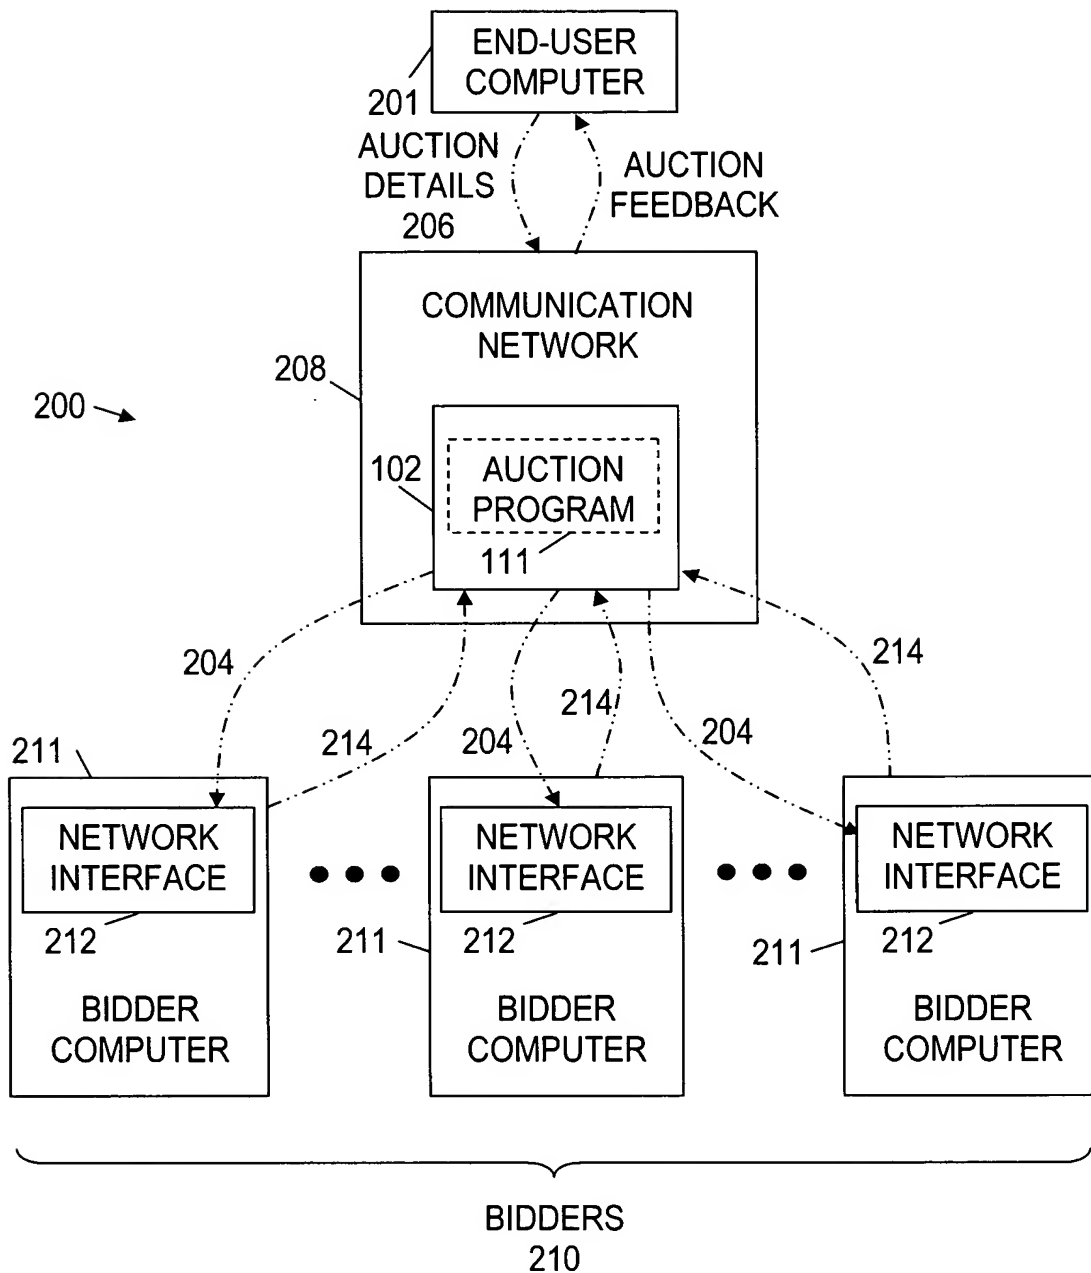 END-USER
COMPUTER
201
AUCTION
DETAILS
206
AUCTION
FEEDBACK
COMMUNICATION
NETWORK
208
200
102
AUCTION
PROGRAM
111
204
214
204
214
204
214
211
NETWORK
INTERFACE
212
BIDDER
COMPUTER
NETWORK
INTERFACE
211
212
BIDDER
COMPUTER
NETWORK
INTERFACE
211
212
BIDDER
COMPUTER
BIDDERS
210